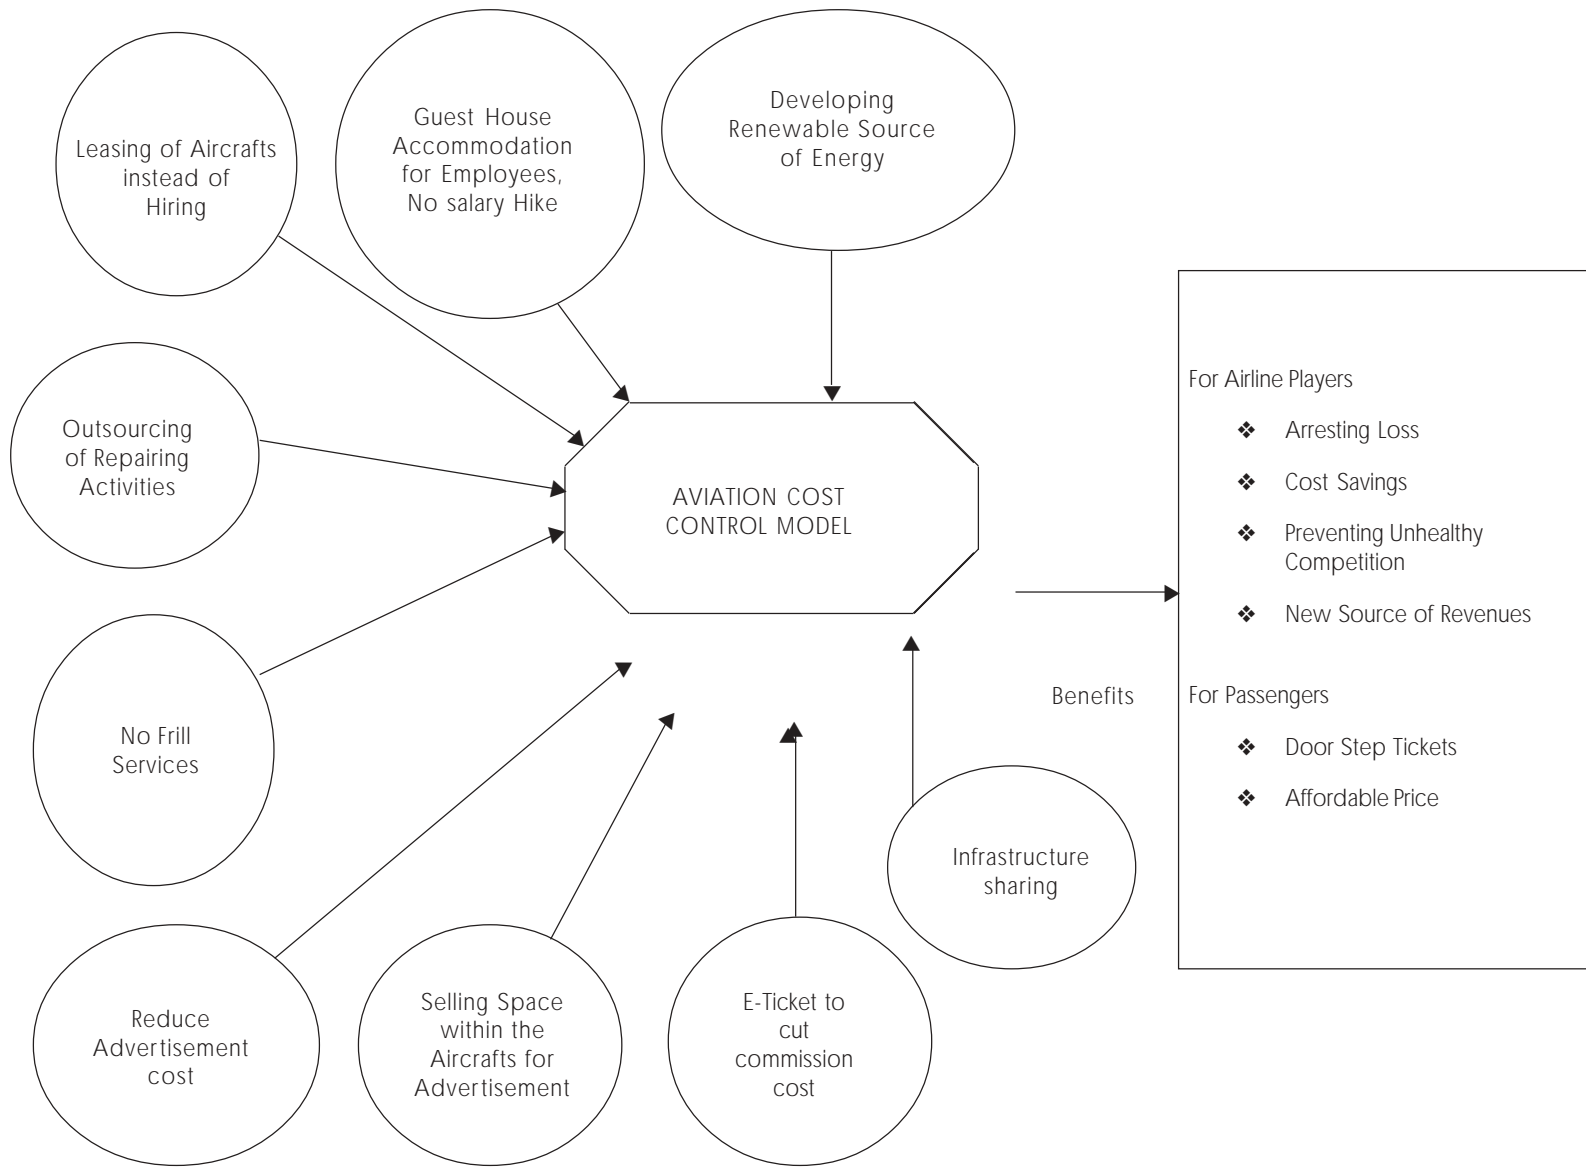 Leasing of Aircrafts
instead of
Hiring
Guest House
Accommodation
for Employees,
No salary Hike
Developing
Renewable Source
of Energy
Outsourcing
of Repairing
Activities
AVIATION COST
CONTROL MODEL
No Frill
Services
Reduce
Advertisement
cost
Selling Space
within the
Aircrafts for
Advertisement
E-Ticket to
cut
commission
cost
Infrastructure
sharing
Benefits
For Airline Players
❖ Arresting Loss
❖ Cost Savings
❖ Preventing Unhealthy
Competition
❖ New Source of Revenues
For Passengers
❖ Door Step Tickets
❖ Affordable Price